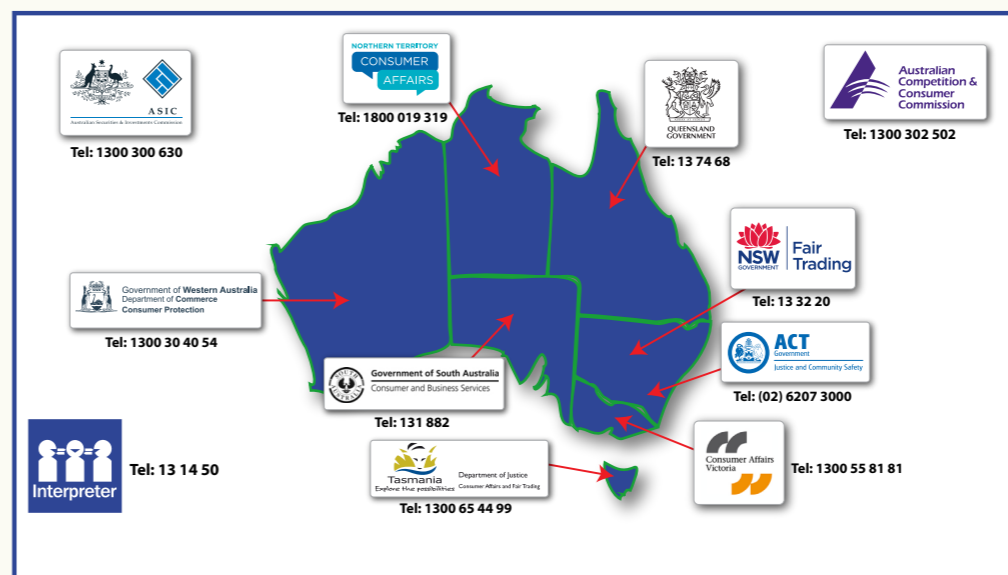 ASIC
Australian Securities & Investments Commission
Tel: 1300 300 630
NORTHERN TERRITORY
CONSUMER
AFFAIRS
Tel: 1800 019 319
QUEENSLAND
GOVERNMENT
Tel: 13 74 68
Australian
Competition &
Consumer
Commission
Tel: 1300 302 502
NSW
GOVERNMENT
Fair
Trading
Tel: 13 32 20
Government of Western Australia
Department of Commerce
Consumer Protection
Tel: 1300 30 40 54
ACT
Government
Justice and Community Safety
Tel: (02) 6207 3000
SOUTH
AUSTRALIA
Government of South Australia
Consumer and Business Services
Tel: 131 882
Interpreter
Tel: 13 14 50
Tasmania
Explore the possibilities
Department of Justice
Consumer Affairs and Fair Trading
Tel: 1300 65 44 99
Consumer Affairs
Victoria
Tel: 1300 55 81 81